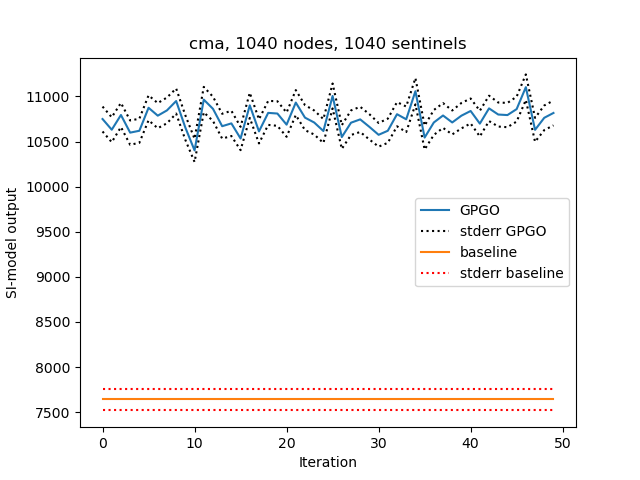 cma, 1040 nodes, 1040 sentinels
SI-model output
11000
10500
10000
9500
9000
8500
8000
7500
GPGO
stderr GPGO
baseline
stderr baseline
0 10 20 30 40 50
Iteration